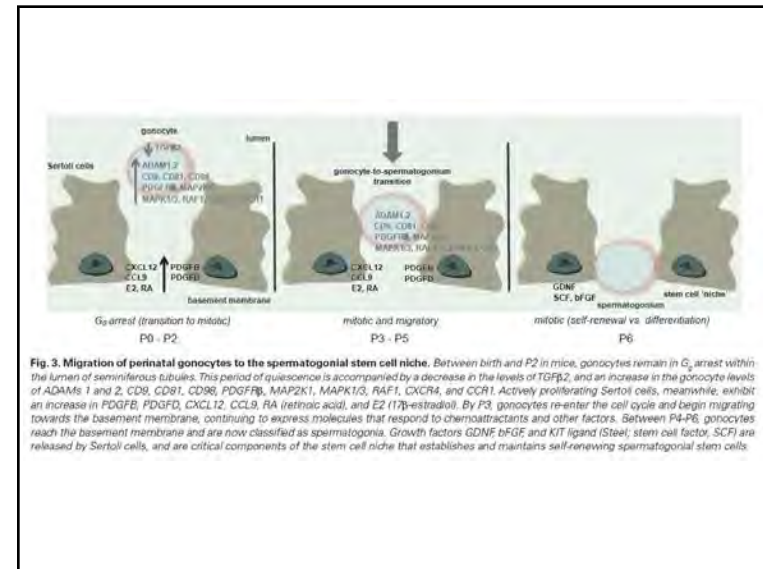 gonocyte
TGFβ2
lumen
Sertoli cells
ADAM1,2
CD9, CD81, CD98
PDGFRβ, MAP2K1
MAPK1/3, RAF1,
gonocyte-to-spermatogonium
transition
ADAM1,2
CD9, CD81,
PDGFRβ,
MAPK1/3,
CXCL12
CCL9
E2, RA
PDGFB
PDGFD
basement membrane
CXCL12
CCL9
E2, RA
PDGFB
PDGFD
GDNF
SCF, bFGF
spermatogonium
stem cell 'niche'
G₀ arrest (transition to mitotic)
mitotic and migratory
mitotic (self-renewal vs. differentiation)
P0 - P2
P3 - P5
P6
Fig. 3. Migration of perinatal gonocytes to the spermatogonial stem cell niche. Between birth and P2 in mice, gonocytes remain in G₀ arrest within
the lumen of seminiferous tubules. This period of quiescence is accompanied by a decrease in the levels of TGFβ2, and an increase in the gonocyte levels
of ADAMs 1 and 2, CD9, CD81, CD98, PDGFRβ, MAP2K1, MAPK1/3, RAF1, CXCR4, and CCR1. Actively proliferating Sertoli cells, meanwhile, exhibit
an increase in PDGFB, PDGFD, CXCL12, CCL9, RA (retinoic acid), and E2 (17β-estradiol). By P3, gonocytes re-enter the cell cycle and begin migrating
towards the basement membrane, continuing to express molecules that respond to chemoattractants and other factors. Between P4-P6, gonocytes
reach the basement membrane and are now classified as spermatogonia. Growth factors GDNF, bFGF, and KIT ligand (Steel; stem cell factor, SCF) are
released by Sertoli cells, and are critical components of the stem cell niche that establishes and maintains self-renewing spermatogonial stem cells.